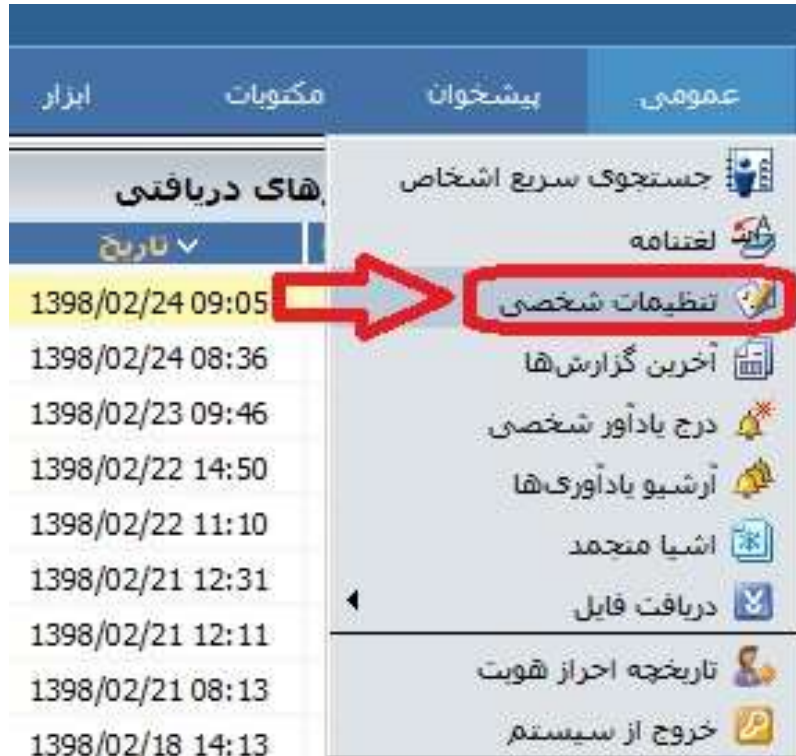 عمومی پیشخوان مکتوبات ابزار
جستجوی سریع اشخاص
لغتنامه
تنظیمات شخصی
آخرین گزارش‌ها
درج یادآور شخصی
آرشیو یادآوری‌ها
اشیا منجمد
دریافت فایل
تاریخچه احراز هویت
خروج از سیستم
های دریافتی
تاریخ
1398/02/24 09:05
1398/02/24 08:36
1398/02/23 09:46
1398/02/22 14:50
1398/02/22 11:10
1398/02/21 12:31
1398/02/21 12:11
1398/02/21 08:13
1398/02/18 14:13